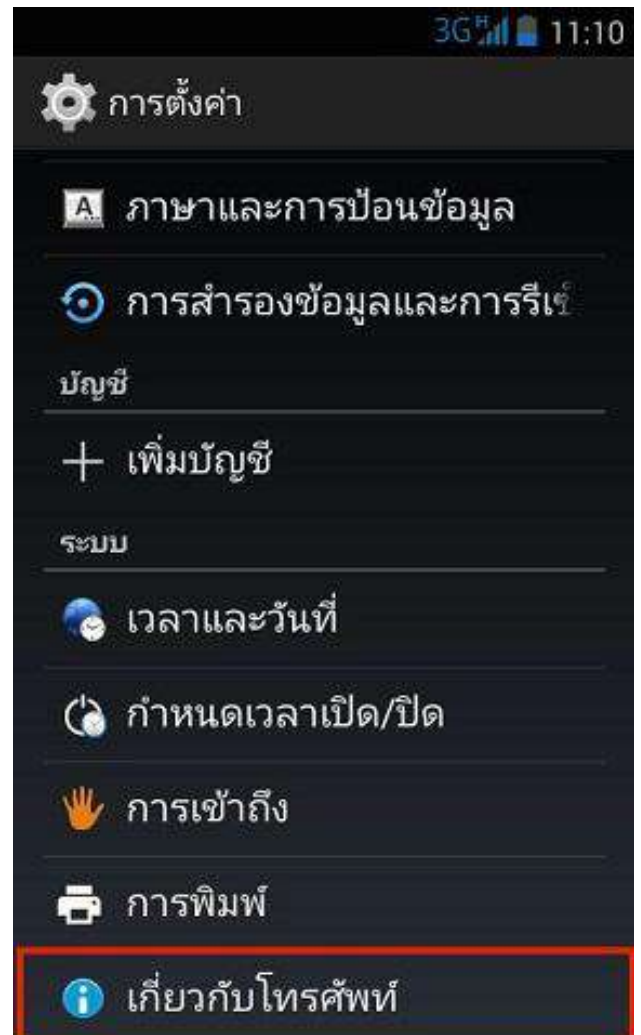 3G H 11:10
การตั้งค่า
A
ภาษาและการป้อนข้อมูล
การสำรองข้อมูลและการรีเซ็
บัญชี
เพิ่มบัญชี
ระบบ
เวลาและวันที่
กำหนดเวลาเปิด/ปิด
การเข้าถึง
การพิมพ์
เกี่ยวกับโทรศัพท์